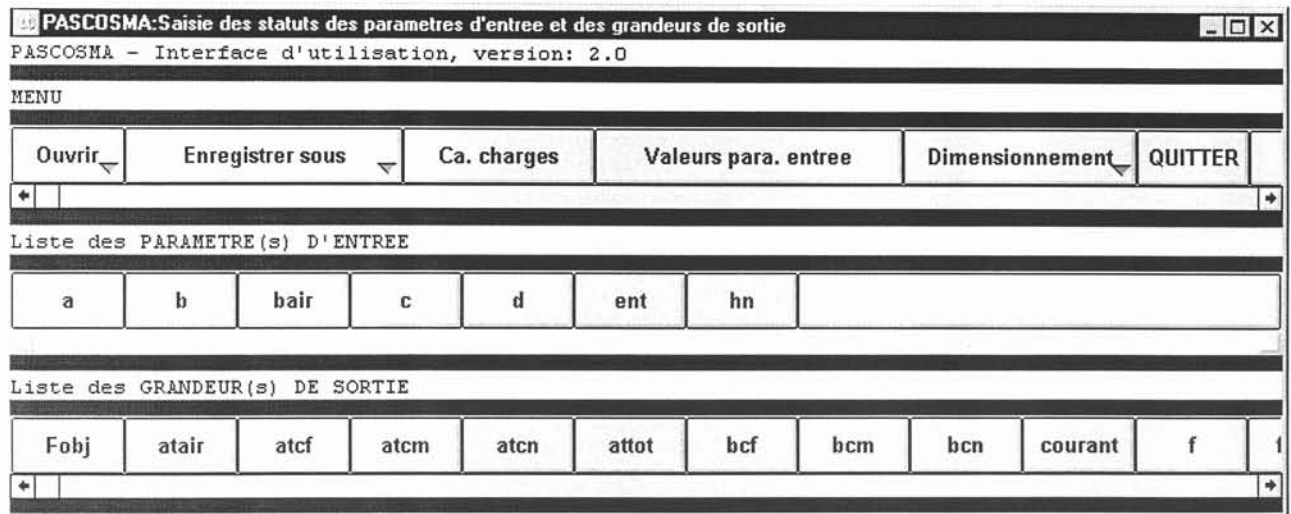 PASCOSMA:Saisie des statuts des parametres d'entree et des grandeurs de sortie
PASCOSMA - Interface d'utilisation, version: 2.0
MENU
Ouvrir Enregistrer sous Ca. charges Valeurs para. entree Dimensionnement QUITTER
Liste des PARAMETRE(s) D'ENTREE
a b bair c d ent hn
Liste des GRANDEUR(s) DE SORTIE
Fobj atair atcf atcm atcn attot bcf bcm bcn courant f